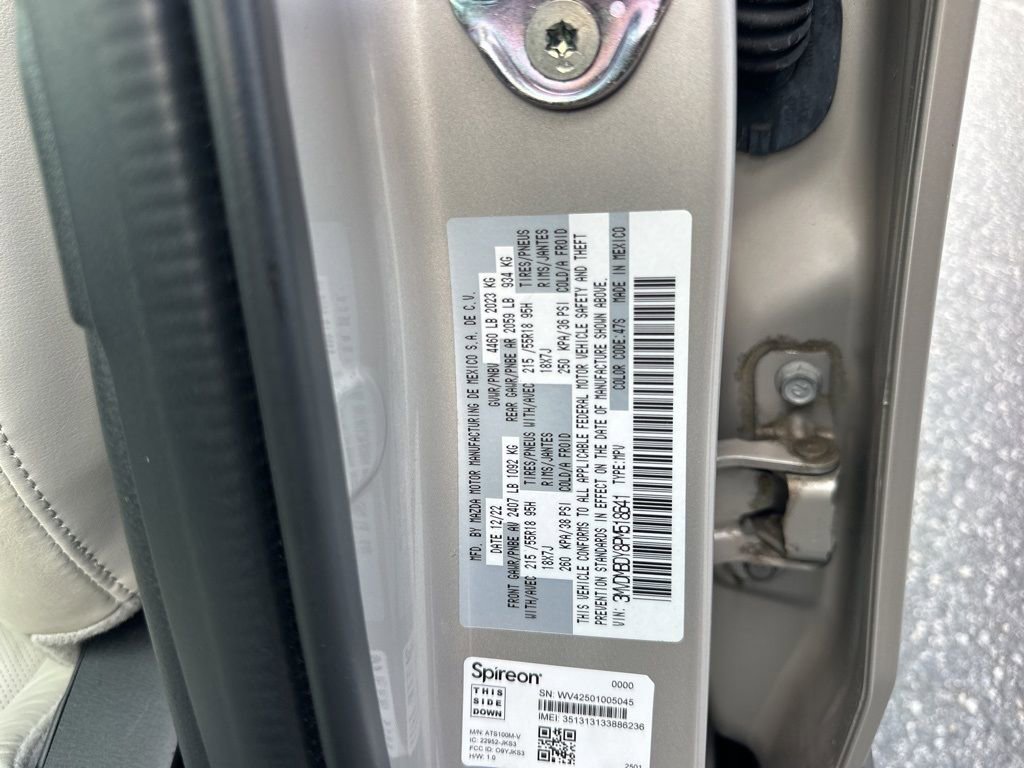 MFD. BY MAZDA MOTOR MANUFACTURING DE MEXICO S.A. DE C.V.
DATE 12/22 GVWR/PNBV 4460 LB 2023 KG
FRONT GAWR/PNBE AV 2407 LB 1092 KG REAR GAWR/PNBE AR 2059 LB 934 KG
WITH/AVEC 215 /55R18 95H TIRES/PNEUS WITH/AVEC 215 /55R18 95H TIRES/PNEUS
18X7J RIMS/JANTES 18X7J RIMS/JANTES
260 KPA/38 PSI COLD/A FROID 250 KPA/36 PSI COLD/A FROID
THIS VEHICLE CONFORMS TO ALL APPLICABLE FEDERAL MOTOR VEHICLE SAFETY AND THEFT
PREVENTION STANDARDS IN EFFECT ON THE DATE OF MANUFACTURE SHOWN ABOVE.
VIN: 3MVDMBDY8PM518641 TYPE:MPV COLOR CODE:47S MADE IN MEXICO
Spireon 0000
THIS SIDE DOWN
SN: WV42501005045
IMEI: 351313133886236
M/N: ATS100M-V
IC: 22952-JKS3
FCC ID: O9YJKS3
H/W: 1.0
2501